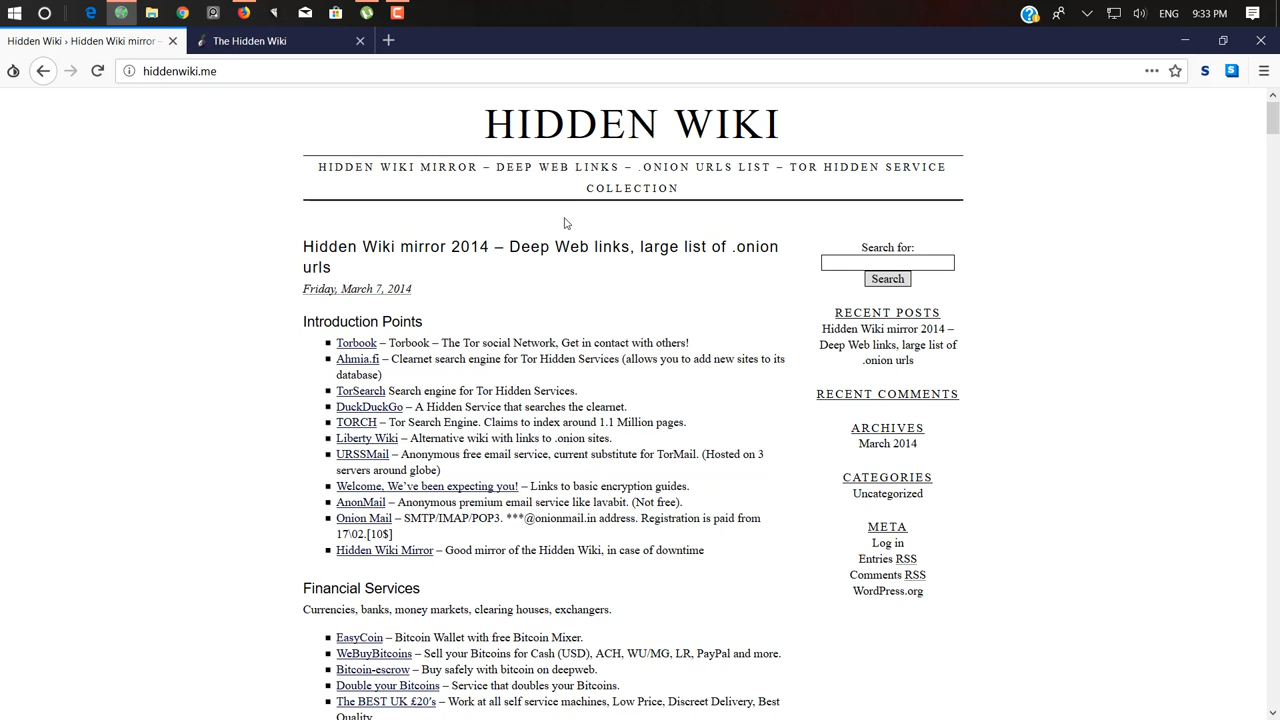 ENG
9:33 PM
Hidden Wiki › Hidden Wiki mirror –
The Hidden Wiki
hiddenwiki.me
HIDDEN WIKI
HIDDEN WIKI MIRROR – DEEP WEB LINKS – .ONION URLS LIST – TOR HIDDEN SERVICE
COLLECTION
Hidden Wiki mirror 2014 – Deep Web links, large list of .onion
urls
Friday, March 7, 2014
Introduction Points
Torbook – Torbook – The Tor social Network, Get in contact with others!
Ahmia.fi – Clearnet search engine for Tor Hidden Services (allows you to add new sites to its
database)
TorSearch Search engine for Tor Hidden Services.
DuckDuckGo – A Hidden Service that searches the clearnet.
TORCH – Tor Search Engine. Claims to index around 1.1 Million pages.
Liberty Wiki – Alternative wiki with links to .onion sites.
URSSMail – Anonymous free email service, current substitute for TorMail. (Hosted on 3
servers around globe)
Welcome, We've been expecting you! – Links to basic encryption guides.
AnonMail – Anonymous premium email service like lavabit. (Not free).
Onion Mail – SMTP/IMAP/POP3. ***@onionmail.in address. Registration is paid from
17\02.[10$]
Hidden Wiki Mirror – Good mirror of the Hidden Wiki, in case of downtime
Financial Services
Currencies, banks, money markets, clearing houses, exchangers.
EasyCoin – Bitcoin Wallet with free Bitcoin Mixer.
WeBuyBitcoins – Sell your Bitcoins for Cash (USD), ACH, WU/MG, LR, PayPal and more.
Bitcoin-escrow – Buy safely with bitcoin on deepweb.
Double your Bitcoins – Service that doubles your Bitcoins.
The BEST UK £20's – Work at all self service machines, Low Price, Discreet Delivery, Best
Quality.
Search for:
Search
RECENT POSTS
Hidden Wiki mirror 2014 –
Deep Web links, large list of
.onion urls
RECENT COMMENTS
ARCHIVES
March 2014
CATEGORIES
Uncategorized
META
Log in
Entries RSS
Comments RSS
WordPress.org